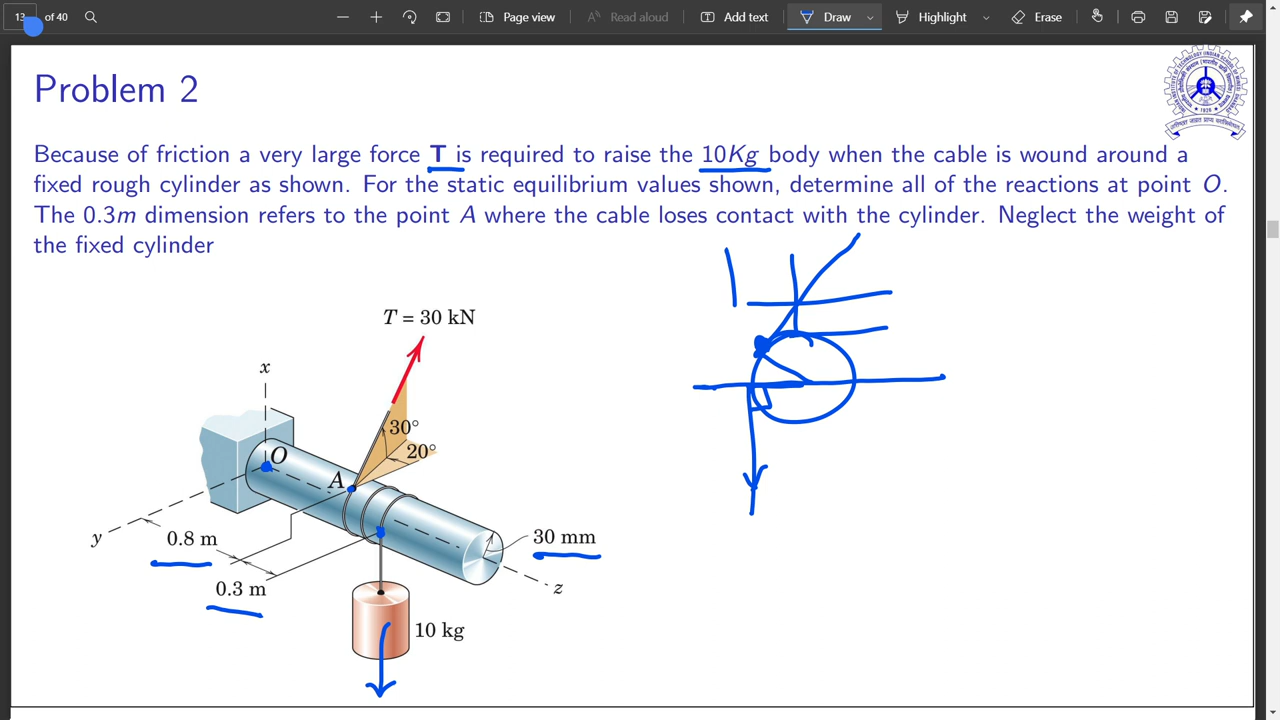 13 of 40 Page view Read aloud Add text Draw Highlight Erase
Problem 2
Because of friction a very large force T is required to raise the 10Kg body when the cable is wound around a
fixed rough cylinder as shown. For the static equilibrium values shown, determine all of the reactions at point O.
The 0.3m dimension refers to the point A where the cable loses contact with the cylinder. Neglect the weight of
the fixed cylinder
T = 30 kN
x
30°
20°
O
A
y
0.8 m
0.3 m
30 mm
z
10 kg